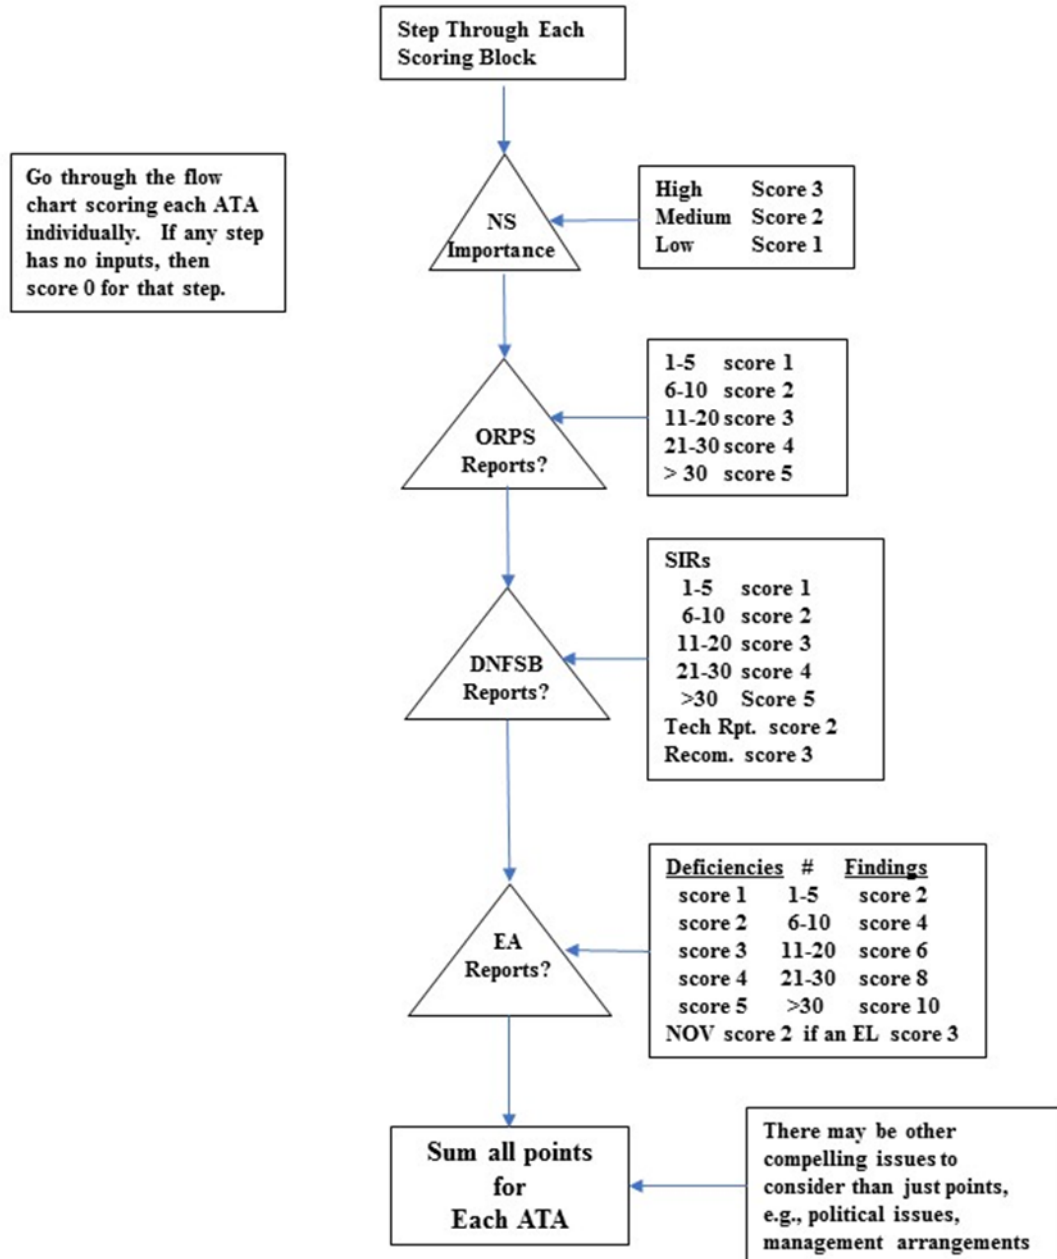 Step Through Each
Scoring Block
Go through the flow
chart scoring each ATA
individually. If any step
has no inputs, then
score 0 for that step.
NS
Importance
High Score 3
Medium Score 2
Low Score 1
ORPS
Reports?
1-5 score 1
6-10 score 2
11-20 score 3
21-30 score 4
> 30 score 5
DNFSB
Reports?
SIRs
1-5 score 1
6-10 score 2
11-20 score 3
21-30 score 4
>30 Score 5
Tech Rpt. score 2
Recom. score 3
EA
Reports?
Deficiencies # Findings
score 1 1-5 score 2
score 2 6-10 score 4
score 3 11-20 score 6
score 4 21-30 score 8
score 5 >30 score 10
NOV score 2 if an EL score 3
Sum all points
for
Each ATA
There may be other
compelling issues to
consider than just points,
e.g., political issues,
management arrangements